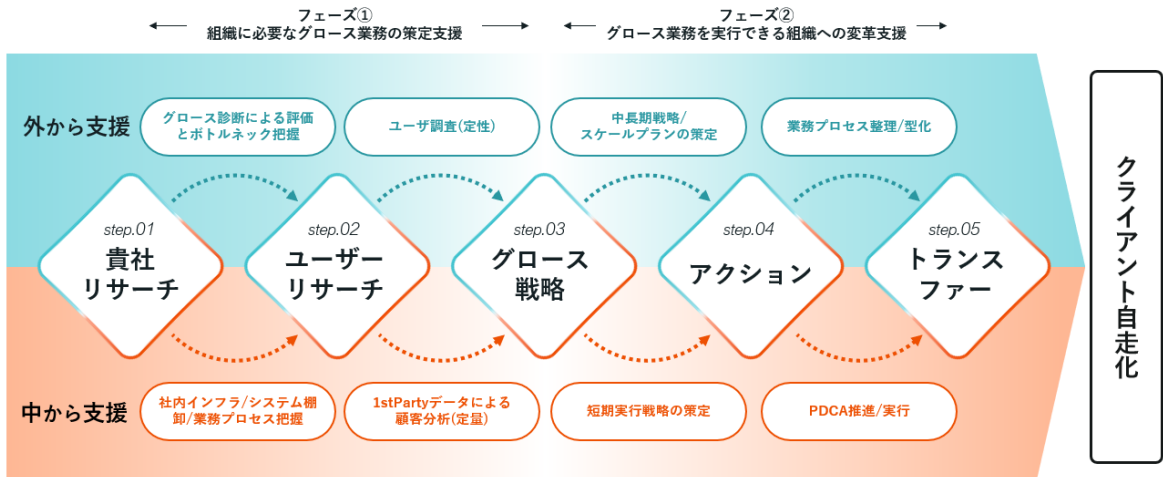 フェーズ①
組織に必要なグロース業務の策定支援
フェーズ②
グロース業務を実行できる組織への変革支援
外から支援
グロース診断による評価
とボトルネック把握
ユーザ調査(定性)
中長期戦略/
スケールプランの策定
業務プロセス整理/型化
step.01
貴社
リサーチ
step.02
ユーザー
リサーチ
step.03
グロース
戦略
step.04
アクション
step.05
トランス
ファー
中から支援
社内インフラ/システム棚
卸/業務プロセス把握
1stPartyデータによる
顧客分析(定量)
短期実行戦略の策定
PDCA推進/実行
クライアント自走化